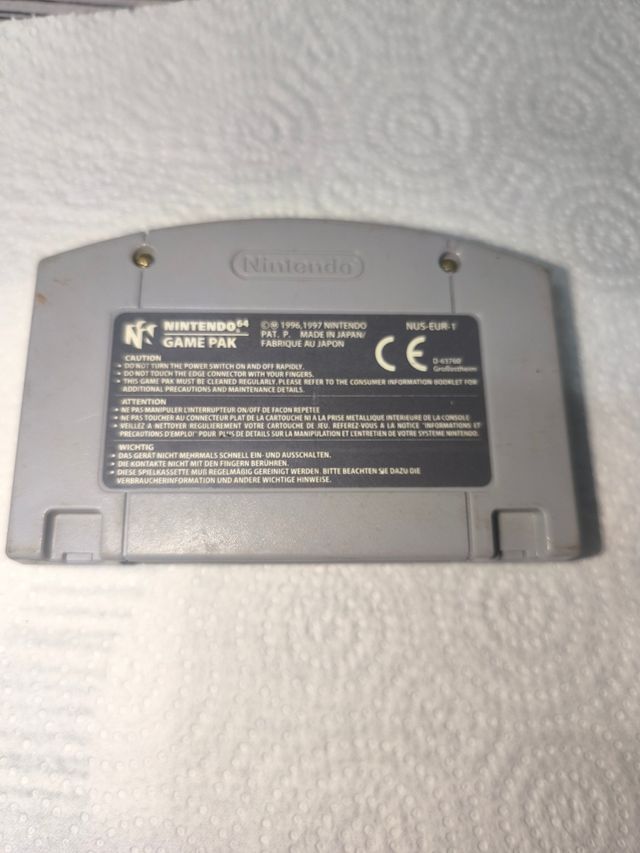 Nintendo
NINTENDO 64
GAME PAK
©Ⓜ 1996,1997 NINTENDO
PAT. P. MADE IN JAPAN/
FABRIQUE AU JAPON
NUS-EUR-1
CE
D-63760
Großostheim
CAUTION
• DO NOT TURN THE POWER SWITCH ON AND OFF RAPIDLY.
• DO NOT TOUCH THE EDGE CONNECTOR WITH YOUR FINGERS.
• THIS GAME PAK MUST BE CLEANED REGULARLY. PLEASE REFER TO THE CONSUMER INFORMATION BOOKLET FOR
ADDITIONAL PRECAUTIONS AND MAINTENANCE DETAILS.
ATTENTION
• NE PAS MANIPULER L'INTERRUPTEUR ON/OFF DE FACON REPETEE
• NE PAS TOUCHER AU CONNECTEUR PLAT DE LA CARTOUCHE NI A LA PRISE METALLIQUE INTERIEURE DE LA CONSOLE
• VEILLEZ A NETTOYER REGULIEREMENT VOTRE CARTOUCHE DE JEU. REFEREZ-VOUS A LA NOTICE "INFORMATIONS ET
PRECAUTIONS D'EMPLOI" POUR PLUS DE DETAILS SUR LA MANIPULATION ET L'ENTRETIEN DE VOTRE SYSTEME NINTENDO.
WICHTIG
• DAS GERÄT NICHT MEHRMALS SCHNELL EIN- UND AUSSCHALTEN.
• DIE KONTAKTE NICHT MIT DEN FINGERN BERÜHREN.
• DIESE SPIELKASSETTE MUß REGELMÄßIG GEREINIGT WERDEN. BITTE BEACHTEN SIE DAZU DIE
VERBRAUCHERINFORMATION UND ANDERE WICHTIGE HINWEISE.